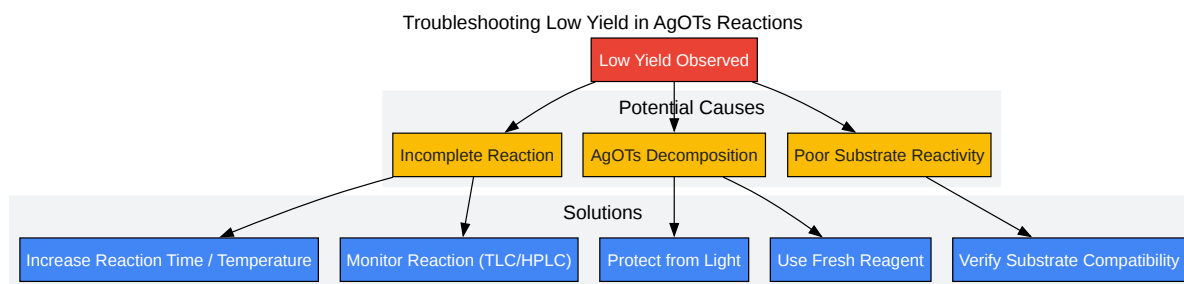 Troubleshooting Low Yield in AgOTs Reactions
Low Yield Observed
Potential Causes
Incomplete Reaction
AgOTs Decomposition
Poor Substrate Reactivity
Solutions
Increase Reaction Time / Temperature
Monitor Reaction (TLC/HPLC)
Protect from Light
Use Fresh Reagent
Verify Substrate Compatibility